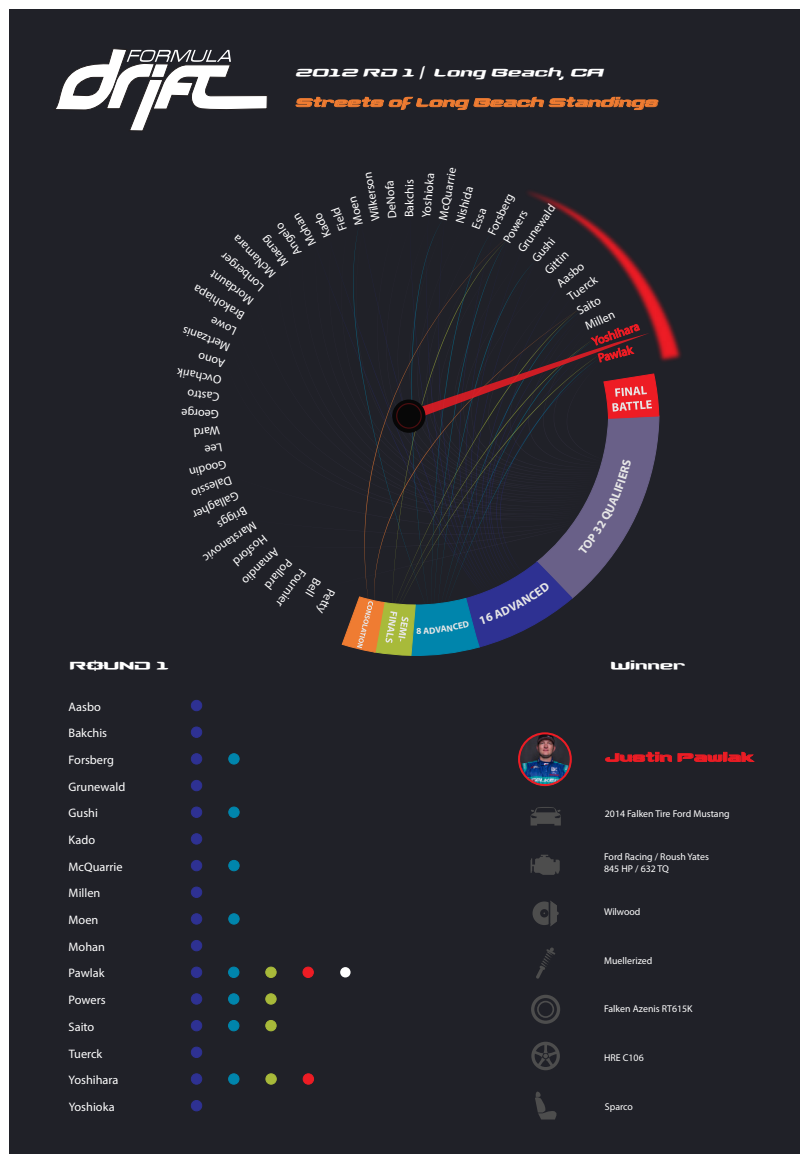 FORMULA
drift
2012 RD 1 | Long Beach, CA
Streets of Long Beach Standings
Petty
Bell
Fournier
Pollard
Amandio
Hosford
Marstanovic
Briggs
Gallagher
Dalessio
Goodin
Lee
Ward
George
Castro
Ovcharik
Aono
Mertzanis
Lowe
Brakohiapa
Mordaunt
Lonberger
McNamara
Maeng
Angelo
Mohan
Kado
Field
Moen
Wilkerson
DeNofa
Bakchis
Yoshioka
McQuarrie
Nishida
Essa
Forsberg
Powers
Grunewald
Gushi
Gittin
Aasbo
Tuerck
Saito
Millen
Yoshihara
Pawlak
FINAL
BATTLE
TOP 32 QUALIFIERS
16 ADVANCED
8 ADVANCED
SEMI-
FINALS
CONSOLATION
ROUND 1
Aasbo
Bakchis
Forsberg
Grunewald
Gushi
Kado
McQuarrie
Millen
Moen
Mohan
Pawlak
Powers
Saito
Tuerck
Yoshihara
Yoshioka
Winner
Justin Pawlak
2014 Falken Tire Ford Mustang
Ford Racing / Roush Yates
845 HP / 632 TQ
Wilwood
Muellerized
Falken Azenis RT615K
HRE C106
Sparco